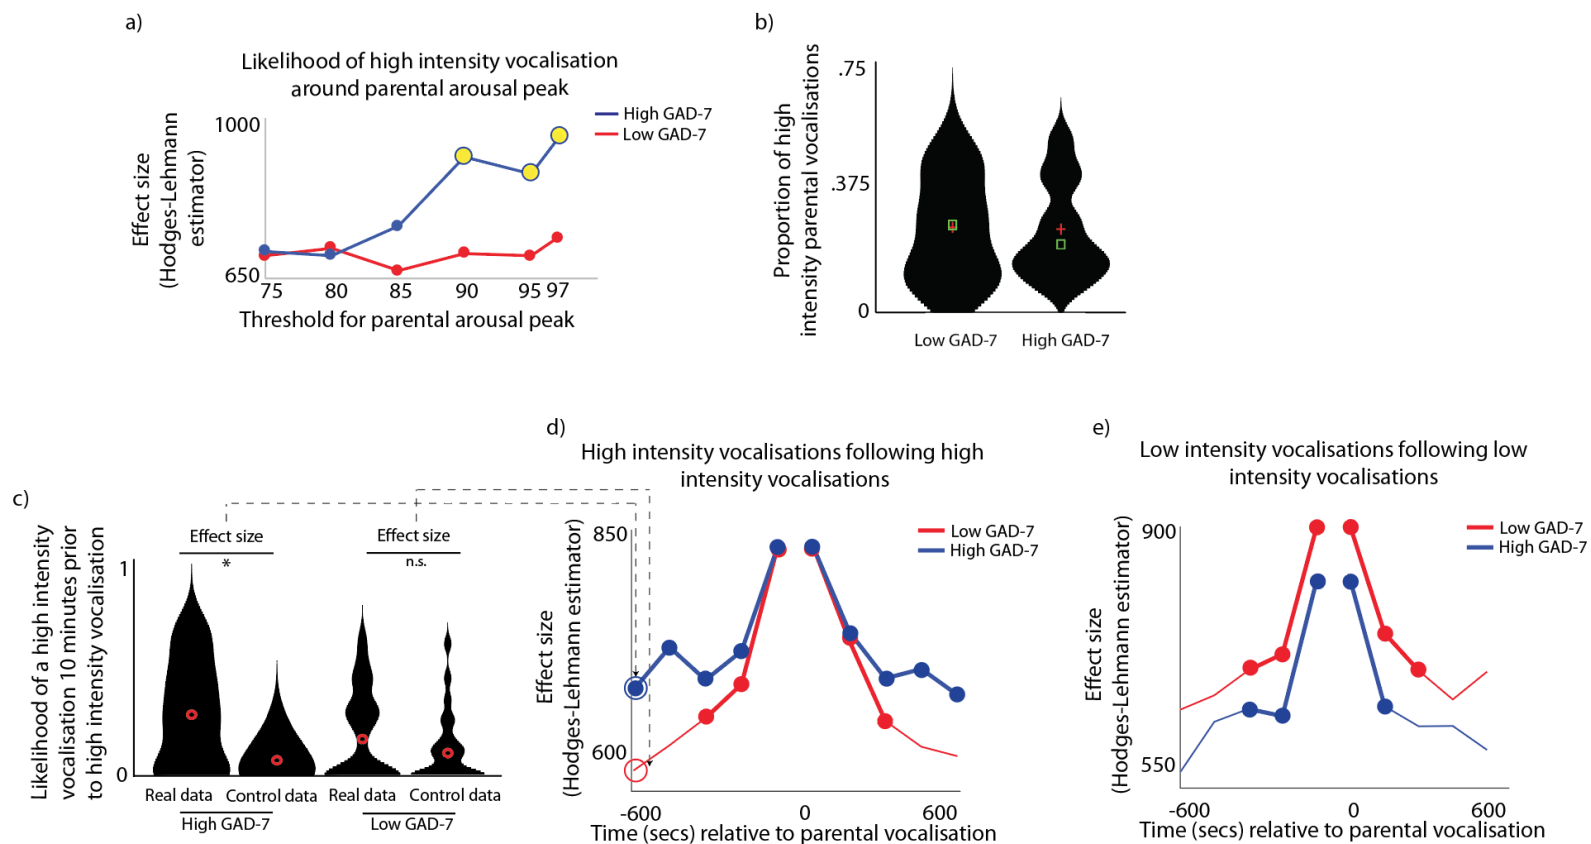 a)
Likelihood of high intensity vocalisation
around parental arousal peak
High GAD-7
Low GAD-7
1000
650
Effect size
(Hodges-Lehmann
estimator)
75 80 85 90 95 97
Threshold for parental arousal peak
b)
Proportion of high
intensity parental vocalisations
.75
.375
0
Low GAD-7 High GAD-7
c)
Likelihood of a high intensity
vocalisation 10 minutes prior
to high intensity vocalisation
1
0
Effect size
*
Effect size
n.s.
Real data Control data Real data Control data
High GAD-7 Low GAD-7
d)
High intensity vocalisations following high
intensity vocalisations
Low GAD-7
High GAD-7
850
600
Effect size
(Hodges-Lehmann estimator)
-600 0 600
Time (secs) relative to parental vocalisation
e)
Low intensity vocalisations following low
intensity vocalisations
Low GAD-7
High GAD-7
900
550
Effect size
(Hodges-Lehmann estimator)
-600 0 600
Time (secs) relative to parental vocalisation